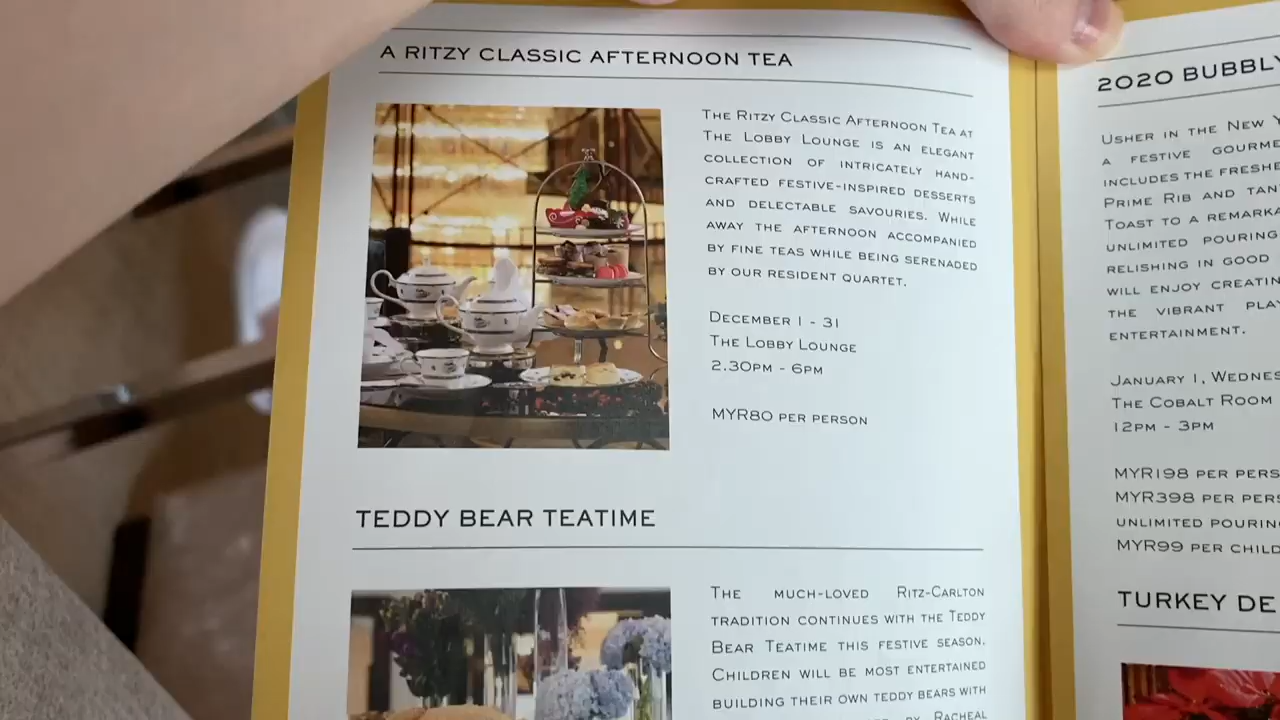 A RITZY CLASSIC AFTERNOON TEA
THE RITZY CLASSIC AFTERNOON TEA AT
THE LOBBY LOUNGE IS AN ELEGANT
COLLECTION OF INTRICATELY HAND-
CRAFTED FESTIVE-INSPIRED DESSERTS
AND DELECTABLE SAVOURIES. WHILE
AWAY THE AFTERNOON ACCOMPANIED
BY FINE TEAS WHILE BEING SERENADED
BY OUR RESIDENT QUARTET.
DECEMBER 1 - 31
THE LOBBY LOUNGE
2.30PM - 6PM
MYR80 PER PERSON
TEDDY BEAR TEATIME
THE MUCH-LOVED RITZ-CARLTON
TRADITION CONTINUES WITH THE TEDDY
BEAR TEATIME THIS FESTIVE SEASON.
CHILDREN WILL BE MOST ENTERTAINED
BUILDING THEIR OWN TEDDY BEARS WITH
BY RACHEAL
2020 BUBBLY
USHER IN THE NEW
A FESTIVE
INCLUDES THE
PRIME RIB AND
TOAST TO A
UNLIMITED POURING
RELISHING IN GOOD
WILL ENJOY
THE VIBRANT
ENTERTAINMENT.
JANUARY 1,
THE COBALT ROOM
12PM - 3PM
MYR198 PER
MYR398 PER
UNLIMITED
MYR99 PER
TURKEY